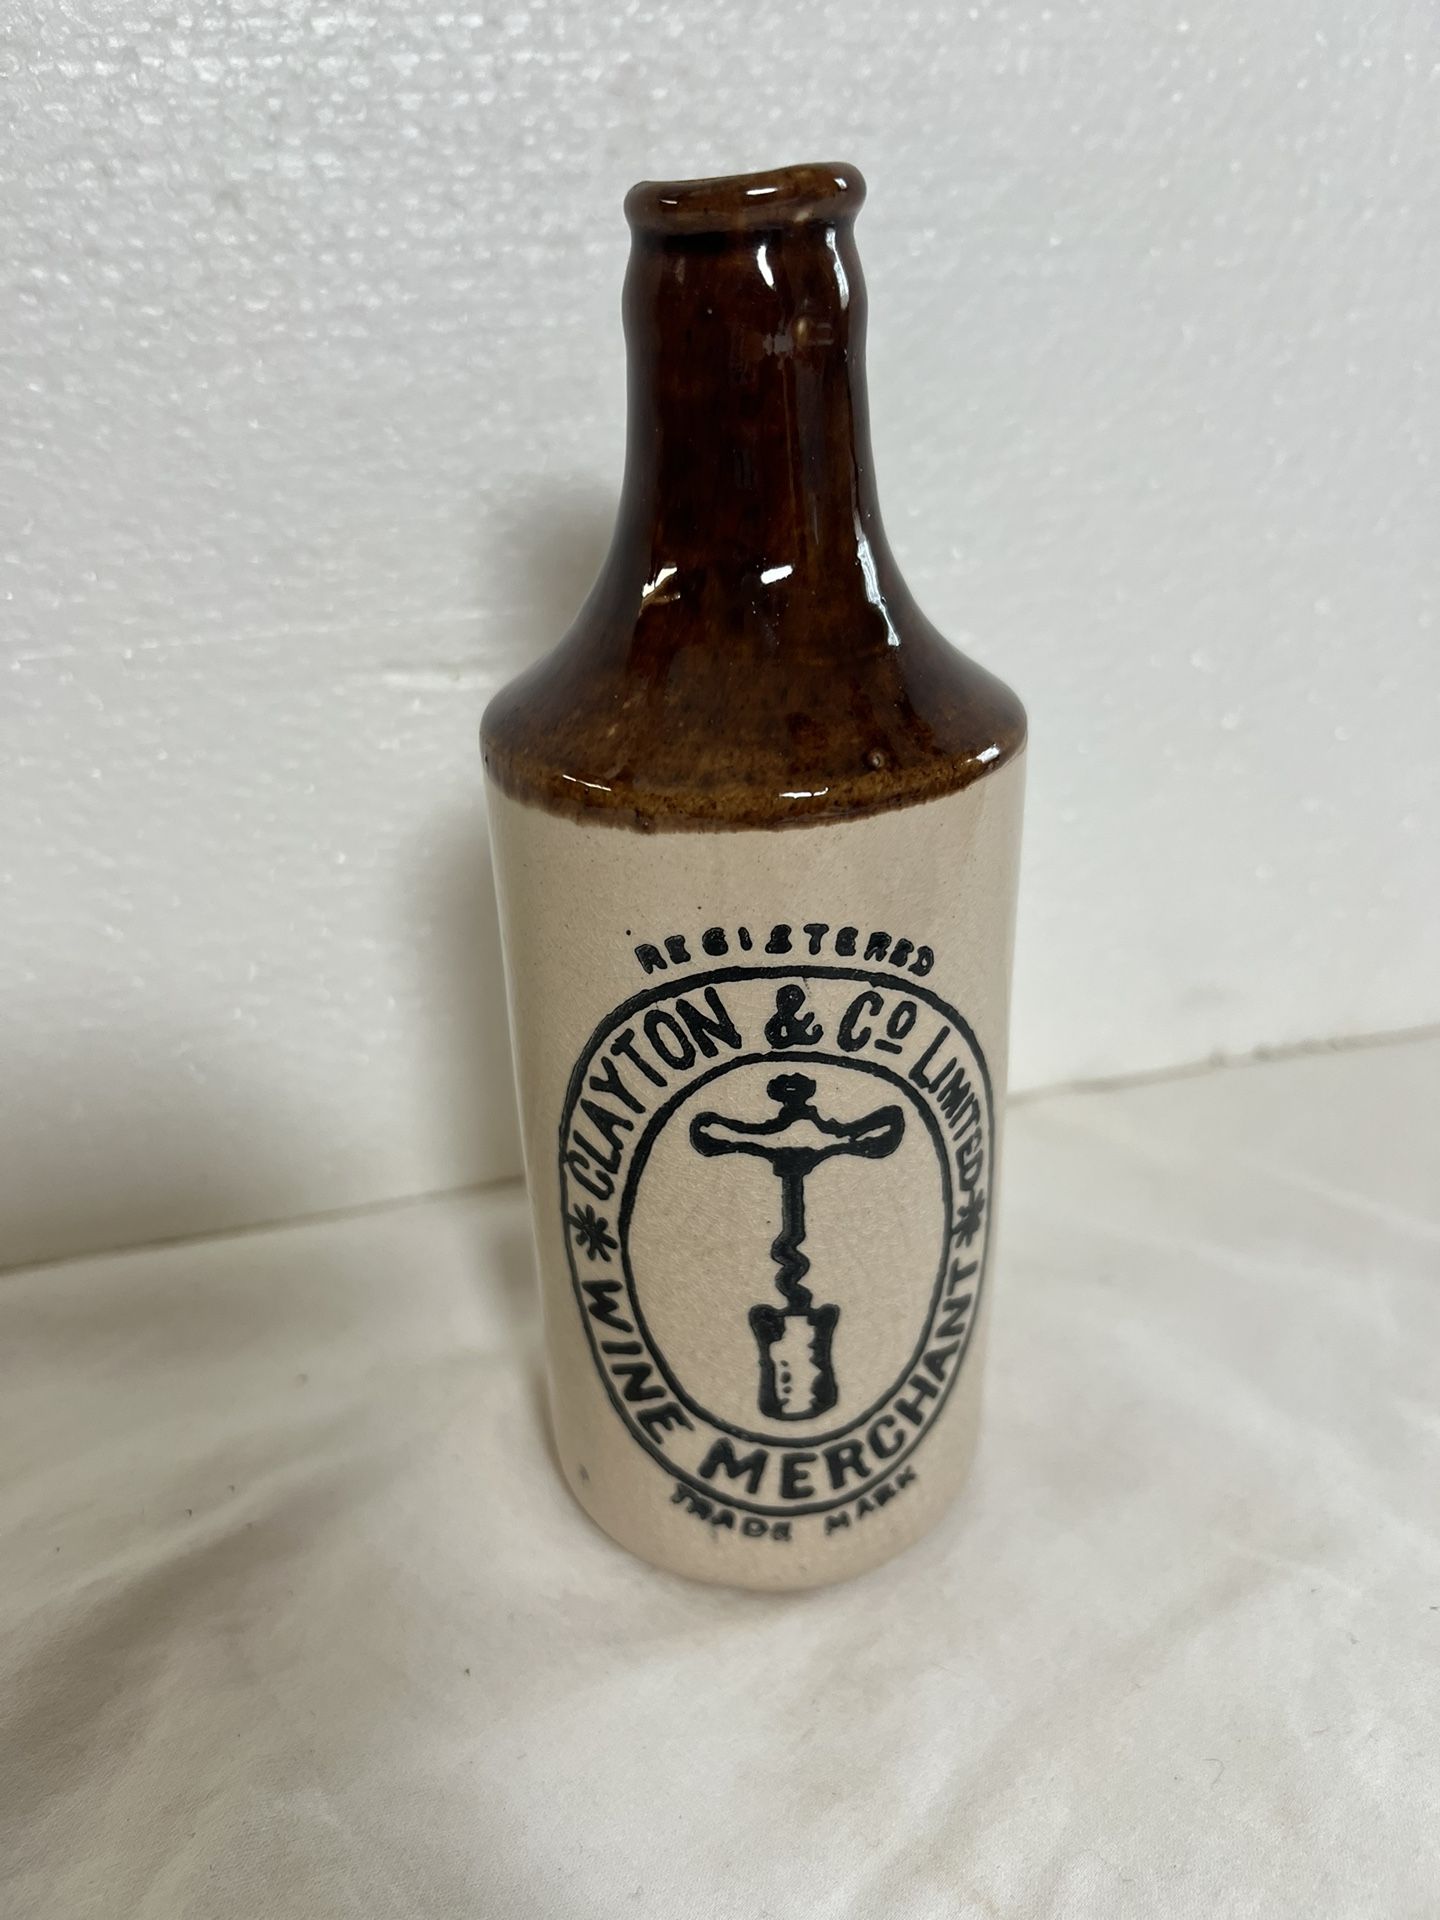 REGISTERED
CLAYTON & Co LIMITED
WINE MERCHANT
TRADE MARK